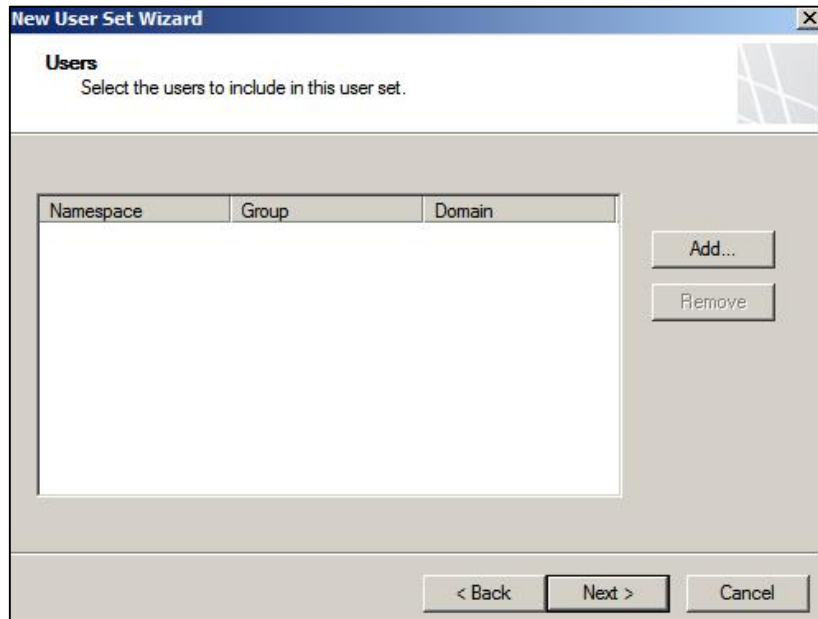 New User Set Wizard
Users
Select the users to include in this user set.
Namespace Group Domain
Add...
Remove
< Back Next > Cancel